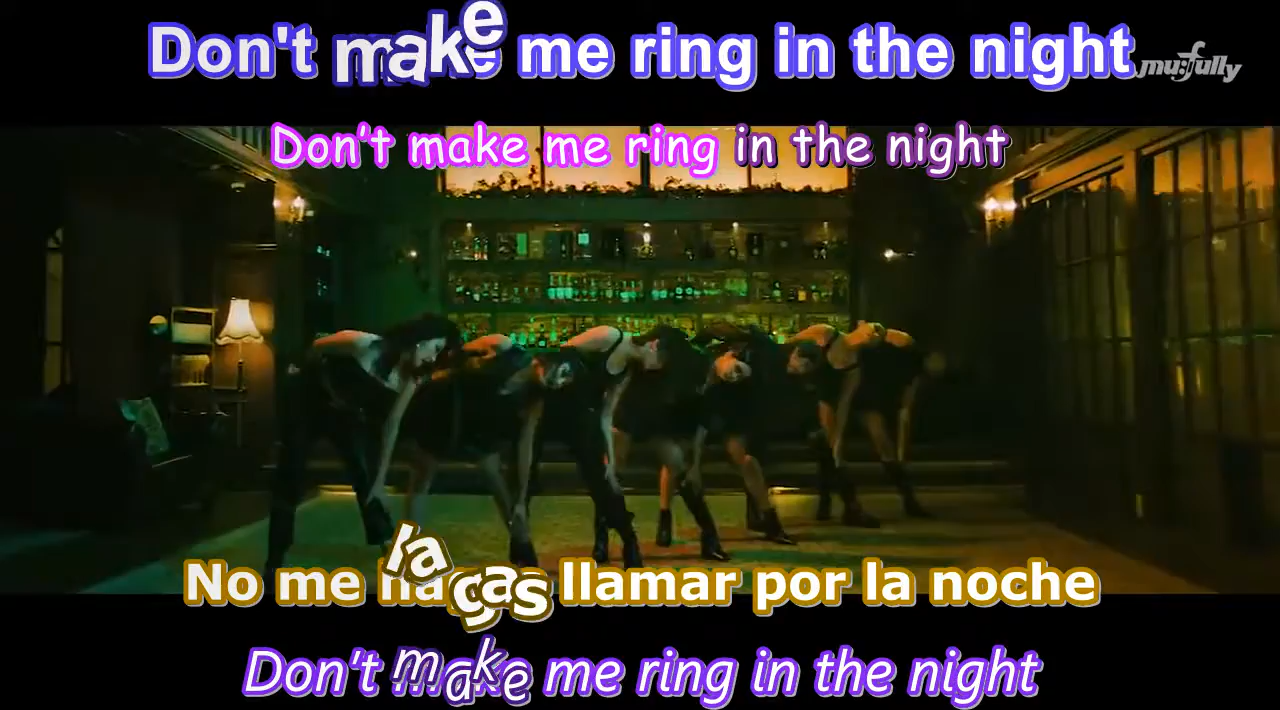 Don't make me ring in the night
mu:fully
Don't make me ring in the night
No me hagas llamar por la noche
Don't make me ring in the night